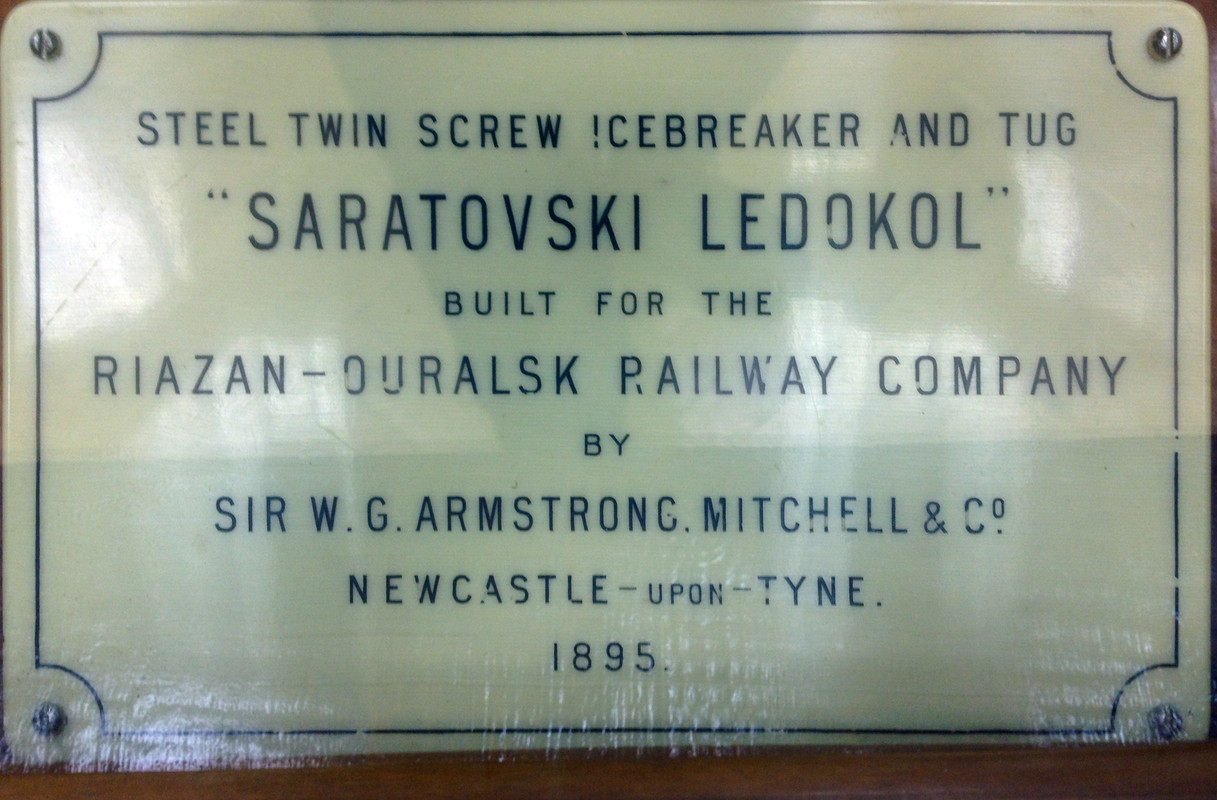 STEEL TWIN SCREW ICEBREAKER AND TUG
“SARATOVSKI LEDOKOL”
BUILT FOR THE
RIAZAN–OURALSK RAILWAY COMPANY
BY
SIR W.G. ARMSTRONG. MITCHELL & Cº
NEWCASTLE–UPON–TYNE.
1895.